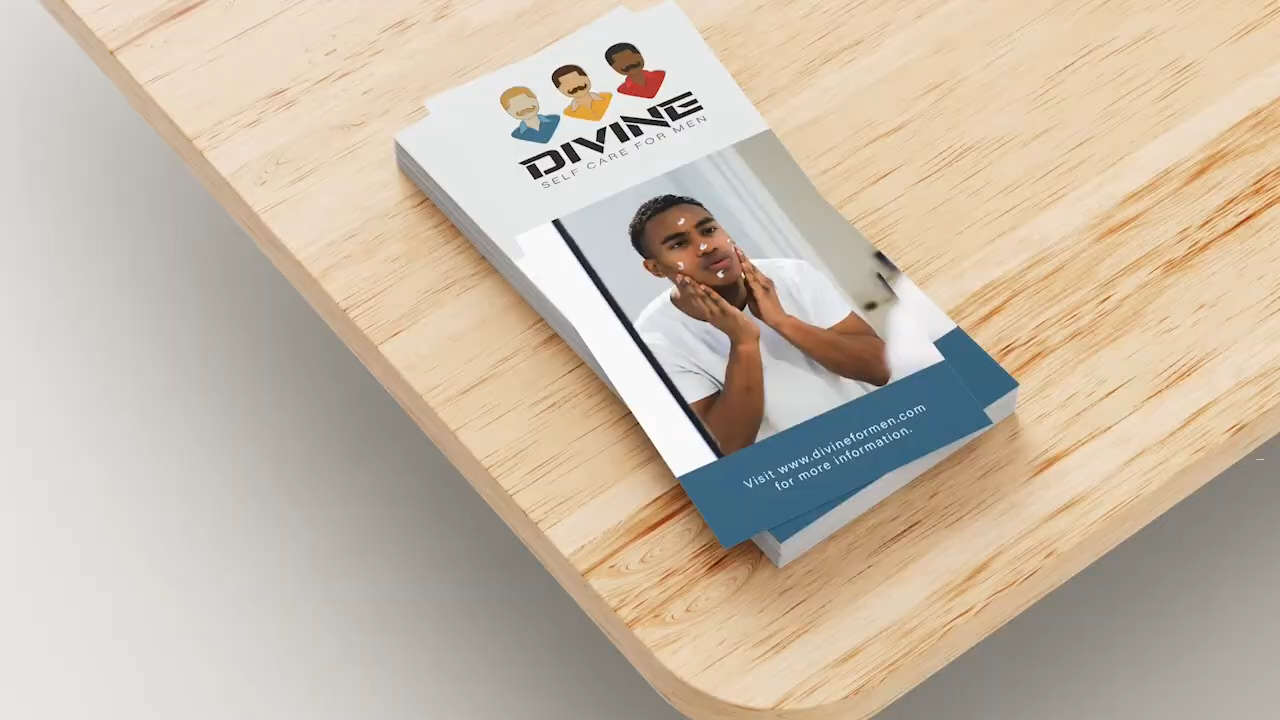 DIVINE
SELF CARE FOR MEN
Visit www.divineformen.com
for more information.